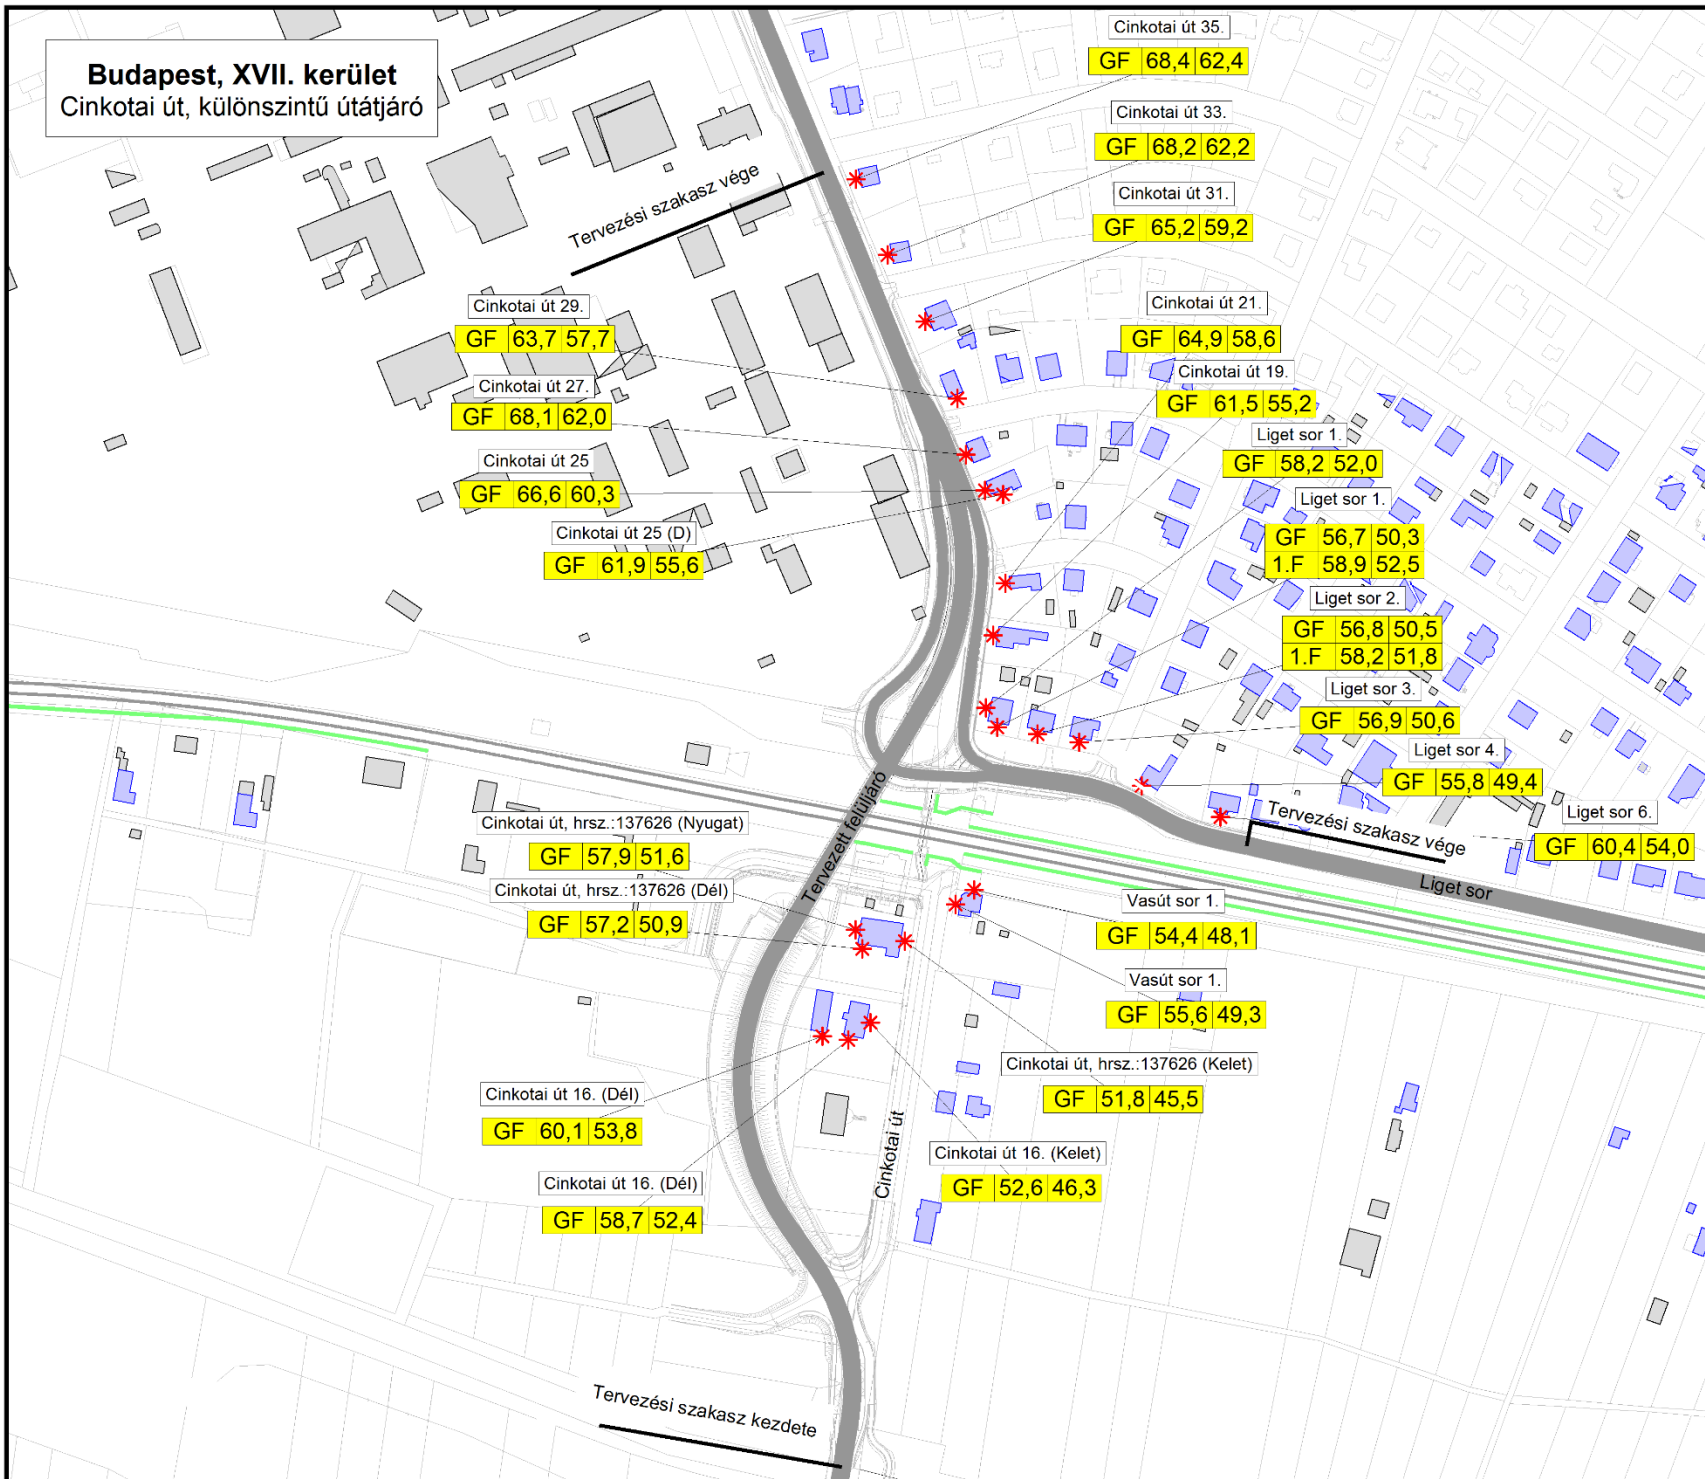 Budapest, XVII. kerület
Cinkotai út, különszintű útátjáró
Cinkotai út 35.
GF 68,4 62,4
Cinkotai út 33.
GF 68,2 62,2
Cinkotai út 31.
GF 65,2 59,2
Tervezési szakasz vége
Cinkotai út 29.
GF 63,7 57,7
Cinkotai út 21.
GF 64,9 58,6
Cinkotai út 27.
GF 68,1 62,0
Cinkotai út 19.
GF 61,5 55,2
Cinkotai út 25
GF 66,6 60,3
Liget sor 1.
GF 58,2 52,0
Cinkotai út 25 (D)
GF 61,9 55,6
Liget sor 1.
GF 56,7 50,3
1.F 58,9 52,5
Liget sor 2.
GF 56,8 50,5
1.F 58,2 51,8
Liget sor 3.
GF 56,9 50,6
Liget sor 4.
GF 55,8 49,4
Tervezési szakasz vége
Liget sor 6.
GF 60,4 54,0
Liget sor
Tervezett felüljáró
Cinkotai út, hrsz.:137626 (Nyugat)
GF 57,9 51,6
Cinkotai út, hrsz.:137626 (Dél)
GF 57,2 50,9
Vasút sor 1.
GF 54,4 48,1
Vasút sor 1.
GF 55,6 49,3
Cinkotai út, hrsz.:137626 (Kelet)
GF 51,8 45,5
Cinkotai út 16. (Dél)
GF 60,1 53,8
Cinkotai út 16. (Kelet)
GF 52,6 46,3
Cinkotai út 16. (Dél)
GF 58,7 52,4
Cinkotai út
Tervezési szakasz kezdete